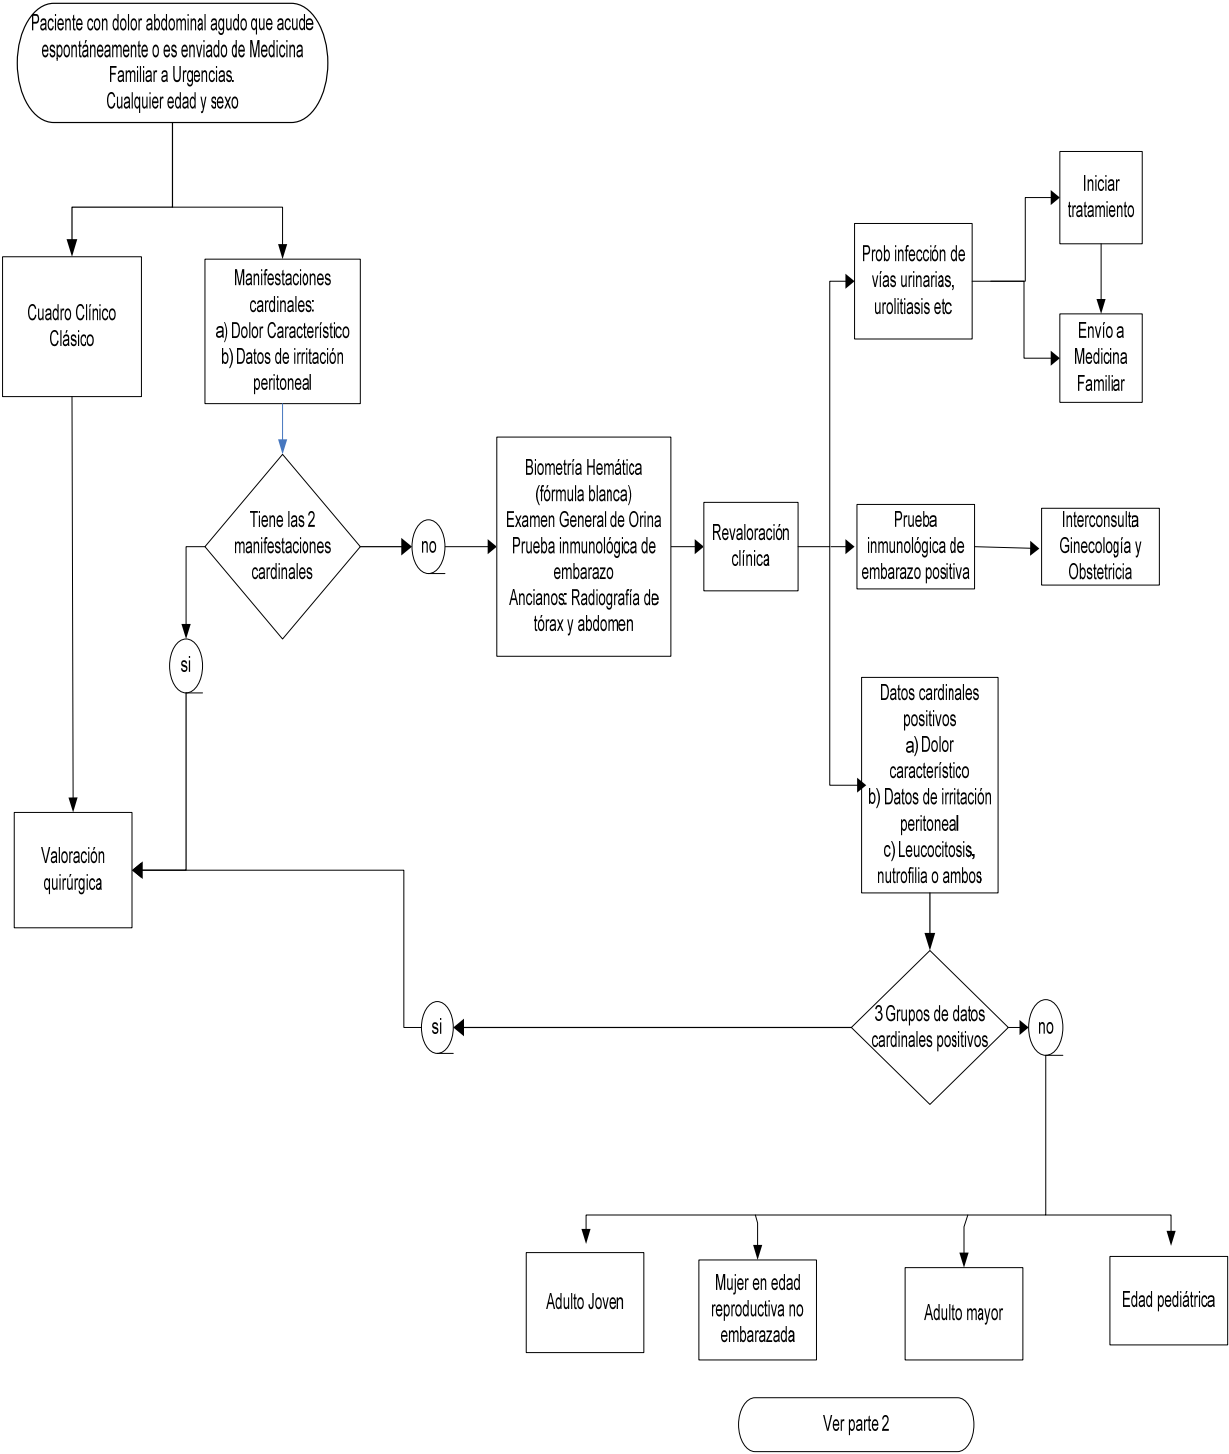 Paciente con dolor abdominal agudo que acude
espontáneamente o es enviado de Medicina
Familiar a Urgencias.
Cualquier edad y sexo
Cuadro Clínico
Clásico
Manifestaciones
cardinales:
a) Dolor Característico
b) Datos de irritación
peritoneal
Tiene las 2
manifestaciones
cardinales
si
no
Valoración
quirúrgica
Biometría Hemática
(fórmula blanca)
Examen General de Orina
Prueba inmunológica de
embarazo
Ancianos: Radiografía de
tórax y abdomen
Revaloración
clínica
Prob infección de
vías urinarias,
urolitiasis etc
Iniciar
tratamiento
Envío a
Medicina
Familiar
Prueba
inmunológica de
embarazo positiva
Interconsulta
Ginecología y
Obstetricia
Datos cardinales
positivos
a) Dolor
característico
b) Datos de irritación
peritoneal
c) Leucocitosis,
nutrofilia o ambos
3 Grupos de datos
cardinales positivos
si
no
Adulto Joven
Mujer en edad
reproductiva no
embarazada
Adulto mayor
Edad pediátrica
Ver parte 2